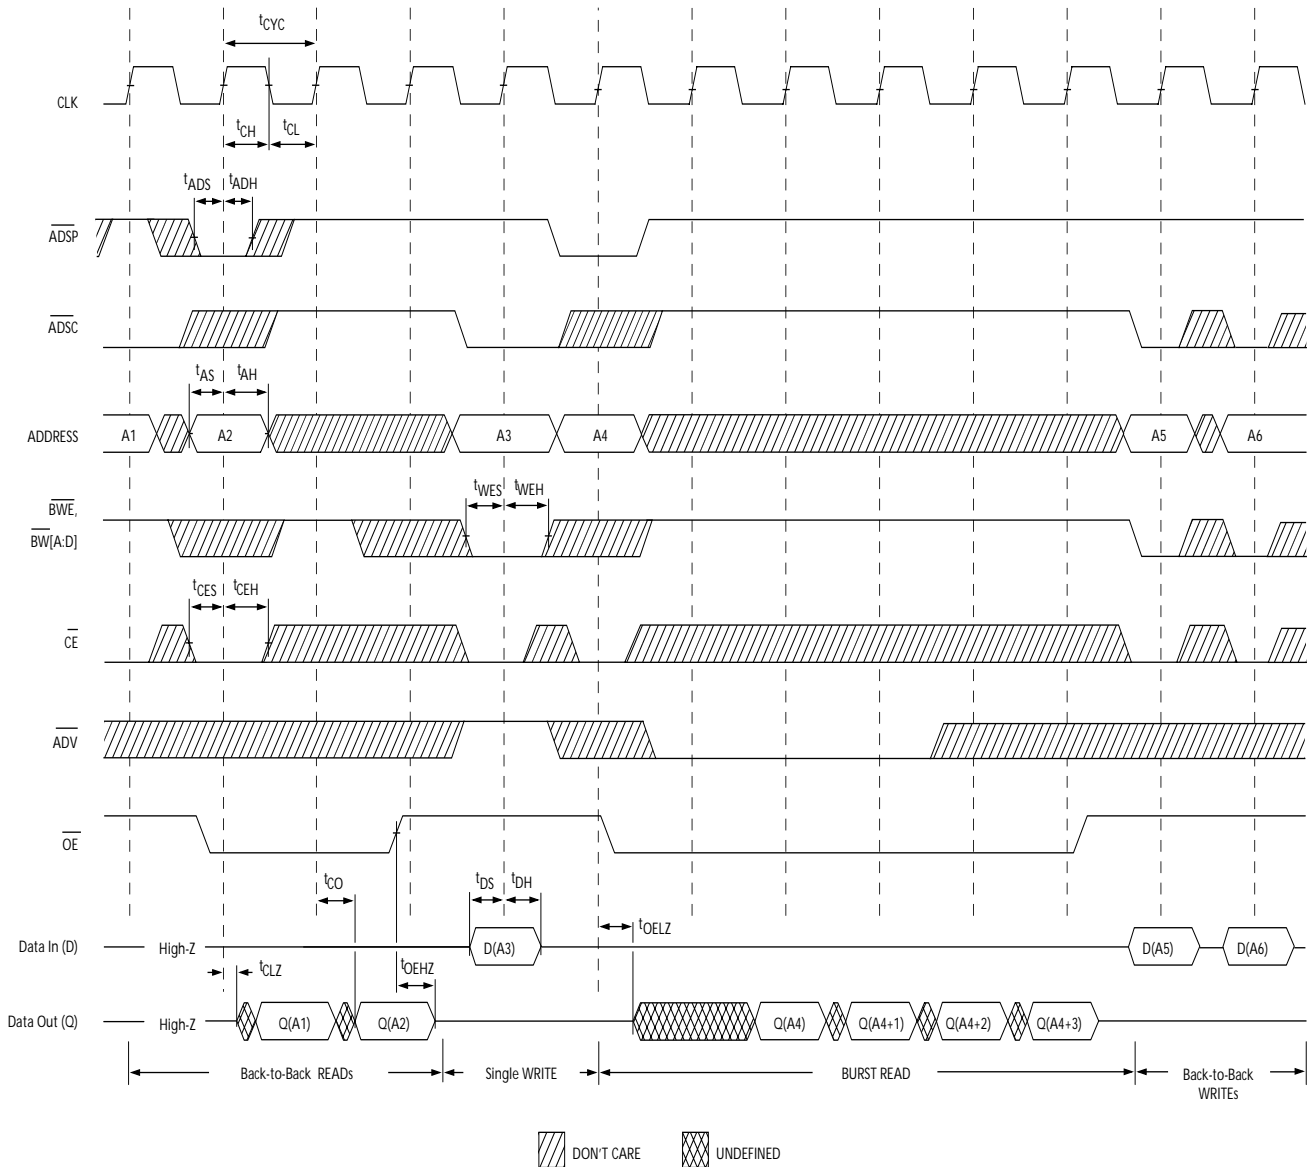 tCYC
CLK
tCH tCL
tADS tADH
ADSP
ADSC
tAS tAH
ADDRESS A1 A2 A3 A4 A5 A6
tWES tWEH
BWE,
BW[A:D]
tCES tCEH
CE
ADV
OE
tCO tDS tDH
tOELZ
Data In (D) High-Z D(A3) D(A5) D(A6)
tCLZ tOEHZ
Data Out (Q) High-Z Q(A1) Q(A2) Q(A4) Q(A4+1) Q(A4+2) Q(A4+3)
Back-to-Back READs Single WRITE BURST READ Back-to-Back
WRITEs
DON'T CARE UNDEFINED